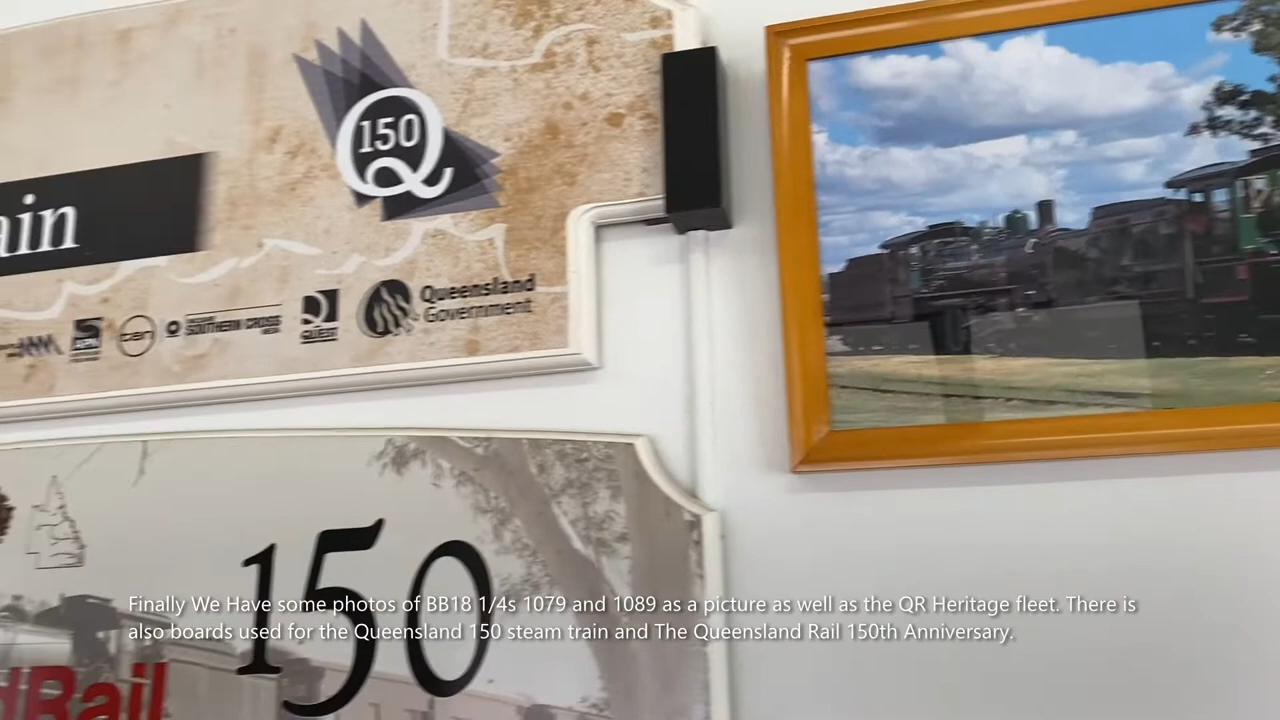 150
Q
ain
SOUTHERN CROSS
QUEST
Queensland
Government
150
dRail
Finally We Have some photos of BB18 1/4s 1079 and 1089 as a picture as well as the QR Heritage fleet. There is
also boards used for the Queensland 150 steam train and The Queensland Rail 150th Anniversary.